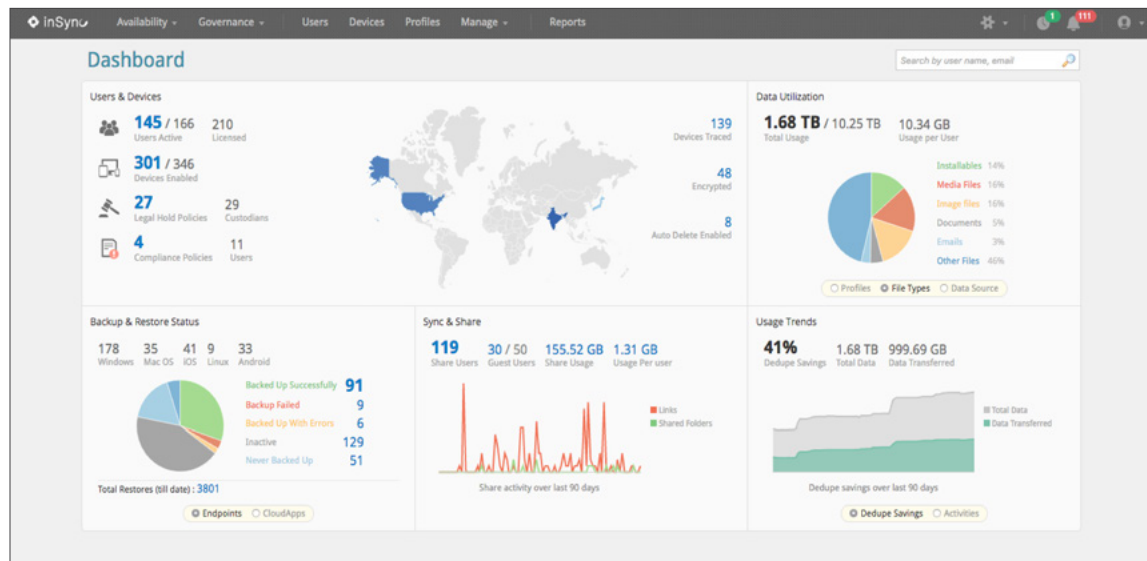 inSync Availability Governance Users Devices Profiles Manage Reports 1 111
Dashboard
Search by user name, email
Users & Devices
145 / 166 210
Users Active Licensed
301 / 346
Devices Enabled
27 29
Legal Hold Policies Custodians
4 11
Compliance Policies Users
139
Devices Traced
48
Encrypted
8
Auto Delete Enabled
Data Utilization
1.68 TB / 10.25 TB 10.34 GB
Total Usage Usage per User
Installables 14%
Media Files 16%
Image files 16%
Documents 5%
Emails 3%
Other Files 46%
Profiles File Types Data Source
Backup & Restore Status
178 35 41 9 33
Windows Mac OS iOS Linux Android
Backed Up Successfully 91
Backup Failed 9
Backed Up With Errors 6
Inactive 129
Never Backed Up 51
Total Restores (till date) : 3801
Endpoints CloudApps
Sync & Share
119 30 / 50 155.52 GB 1.31 GB
Share Users Guest Users Share Usage Usage Per user
Links
Shared Folders
Share activity over last 90 days
Usage Trends
41% 1.68 TB 999.69 GB
Dedupe Savings Total Data Data Transferred
Total Data
Data Transferred
Dedupe savings over last 90 days
Dedupe Savings Activities